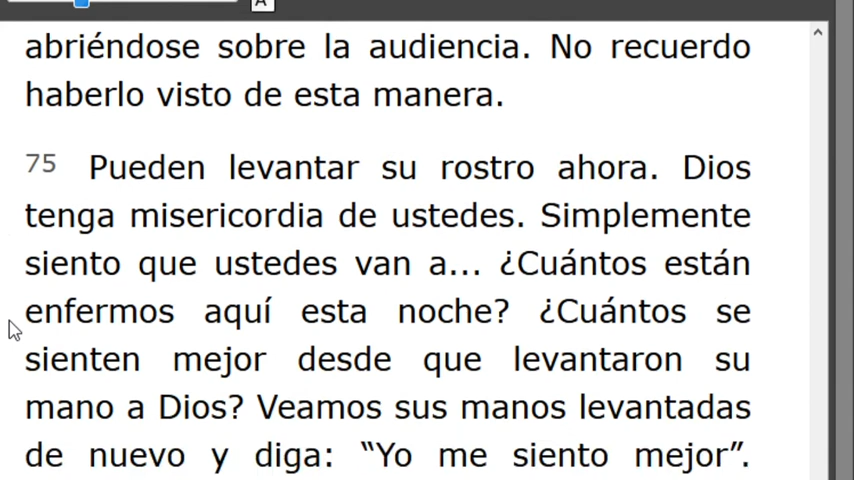 A
abriéndose sobre la audiencia. No recuerdo
haberlo visto de esta manera.
75 Pueden levantar su rostro ahora. Dios
tenga misericordia de ustedes. Simplemente
siento que ustedes van a... ¿Cuántos están
enfermos aquí esta noche? ¿Cuántos se
sienten mejor desde que levantaron su
mano a Dios? Veamos sus manos levantadas
de nuevo y diga: “Yo me siento mejor”.